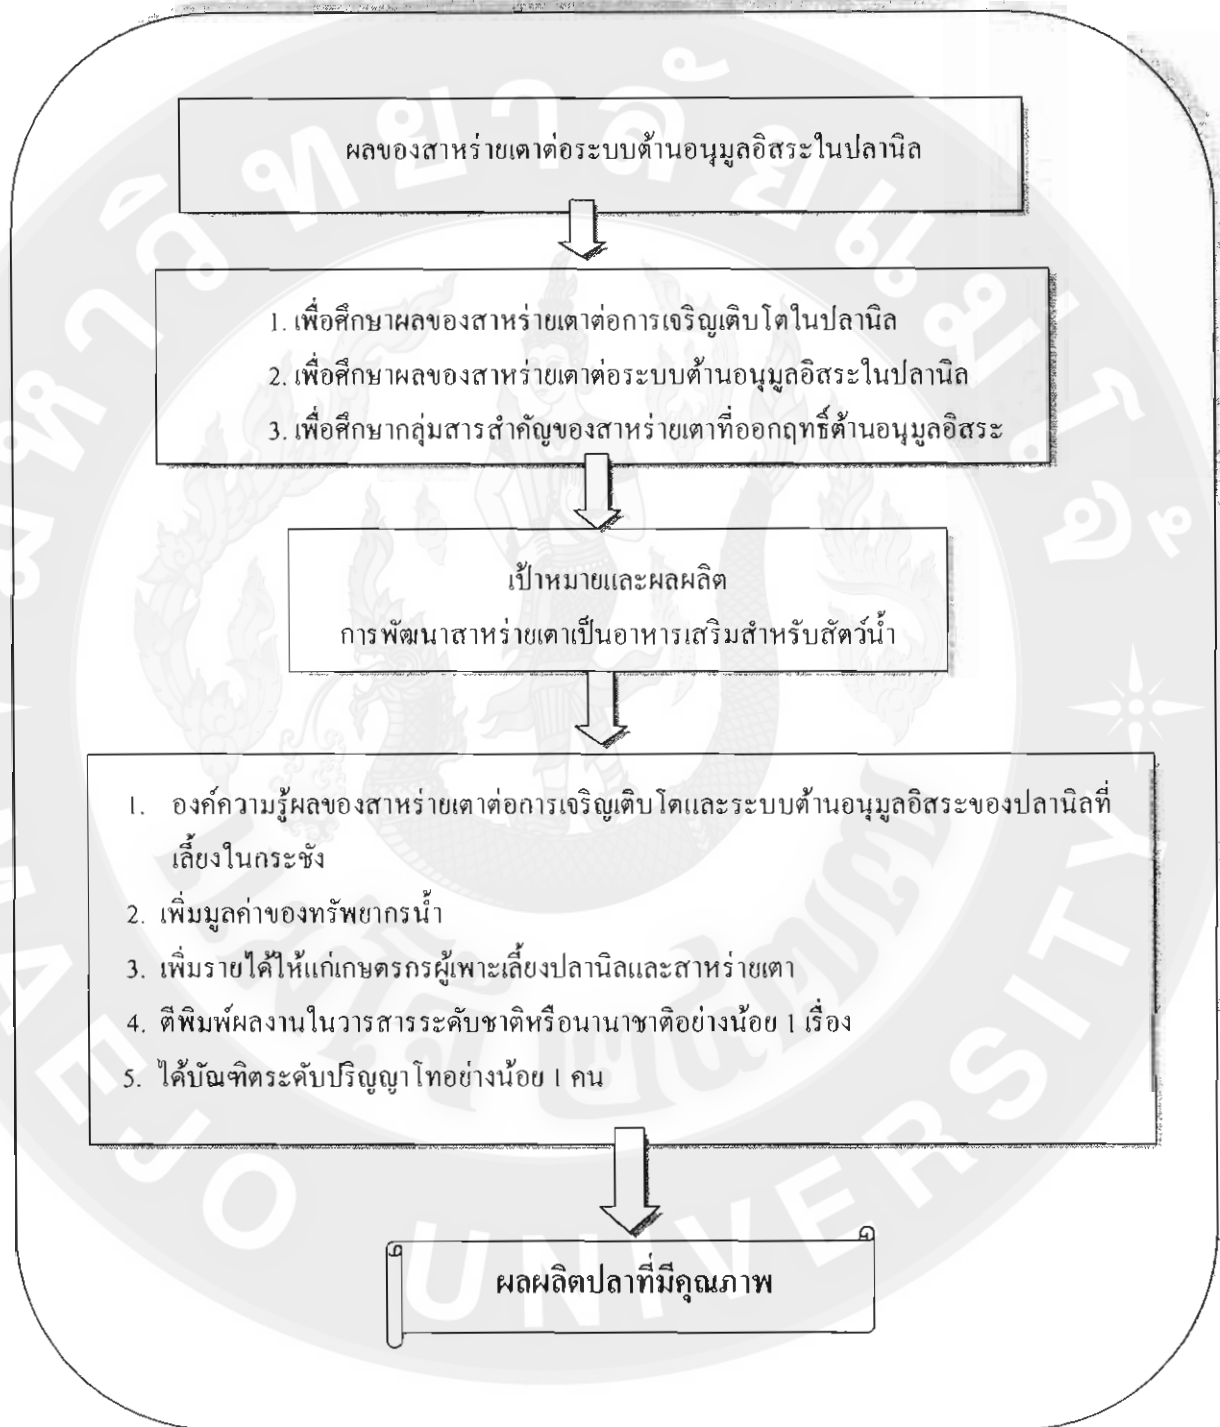 ผลของสาหร่ายเตาต่อระบบต้านอนุมูลอิสระในปลานิล
1. เพื่อศึกษาผลของสาหร่ายเตาต่อการเจริญเติบโตในปลานิล
2. เพื่อศึกษาผลของสาหร่ายเตาต่อระบบต้านอนุมูลอิสระในปลานิล
3. เพื่อศึกษากลุ่มสารสำคัญของสาหร่ายเตาที่ออกฤทธิ์ต้านอนุมูลอิสระ
เป้าหมายและผลผลิต
การพัฒนาสาหร่ายเตาเป็นอาหารเสริมสำหรับสัตว์น้ำ
1. องค์ความรู้ผลของสาหร่ายเตาต่อการเจริญเติบโตและระบบต้านอนุมูลอิสระของปลานิลที่
เลี้ยงในกระชัง
2. เพิ่มมูลค่าของทรัพยากรน้ำ
3. เพิ่มรายได้ให้แก่เกษตรกรผู้เพาะเลี้ยงปลานิลและสาหร่ายเตา
4. ตีพิมพ์ผลงานในวารสารระดับชาติหรือนานาชาติอย่างน้อย 1 เรื่อง
5. ได้บัณฑิตระดับปริญญาโทอย่างน้อย 1 คน
ผลผลิตปลาที่มีคุณภาพ
มหาวิทยาลัยแม่โจ้
MAEJO UNIVERSITY